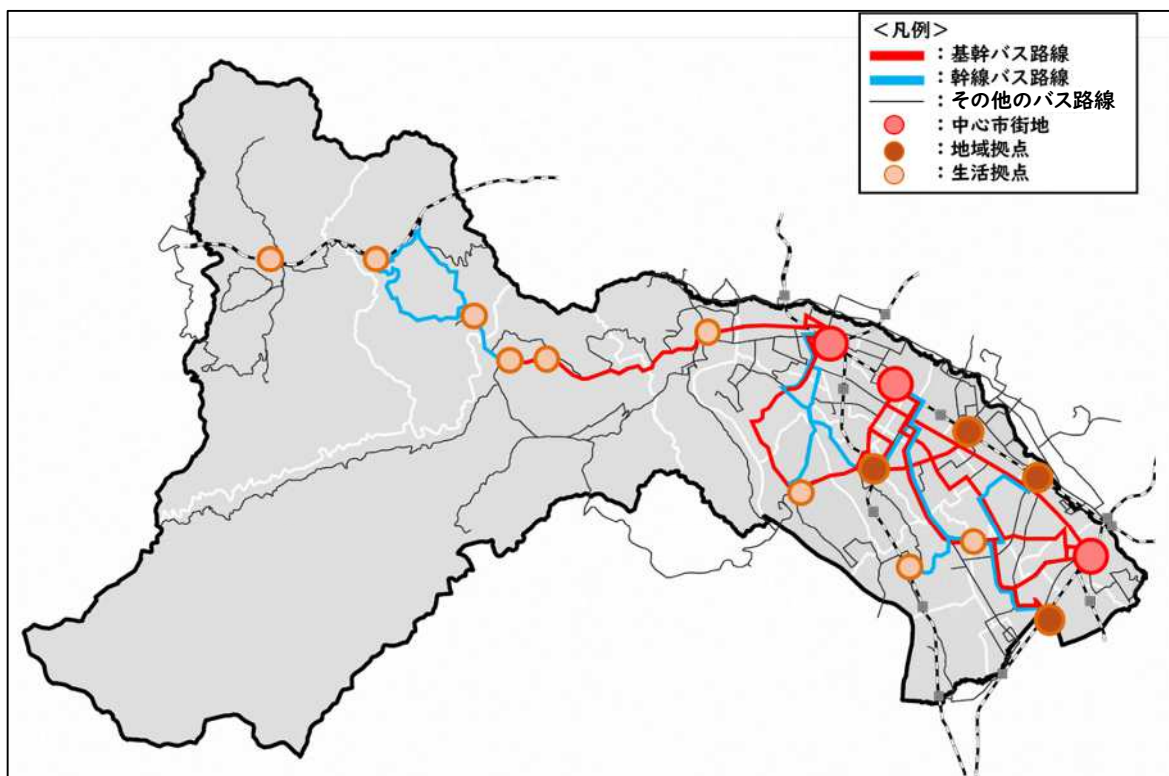 <凡例>
：基幹バス路線
：幹線バス路線
：その他のバス路線
：中心市街地
：地域拠点
：生活拠点